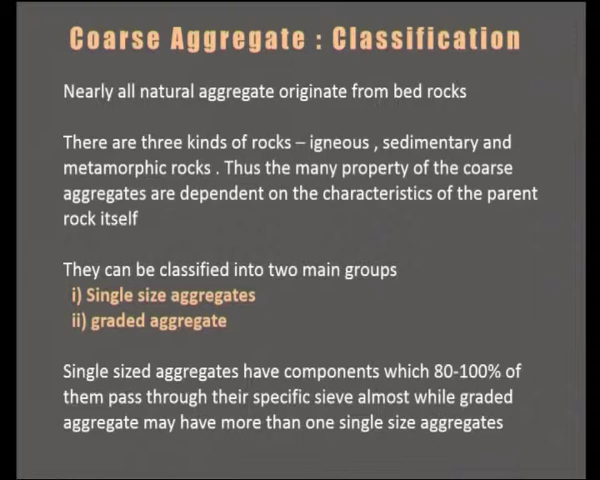 Coarse Aggregate : Classification
Nearly all natural aggregate originate from bed rocks
There are three kinds of rocks – igneous , sedimentary and
metamorphic rocks . Thus the many property of the coarse
aggregates are dependent on the characteristics of the parent
rock itself
They can be classified into two main groups
i) Single size aggregates
ii) graded aggregate
Single sized aggregates have components which 80-100% of
them pass through their specific sieve almost while graded
aggregate may have more than one single size aggregates